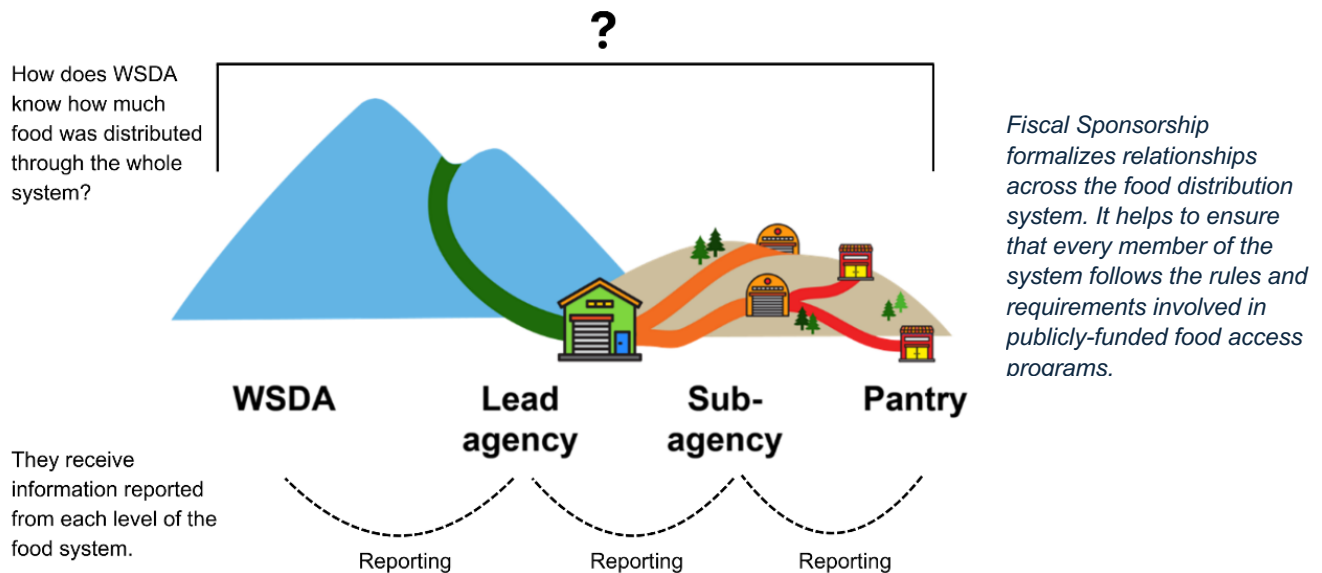 ?
How does WSDA
know how much
food was distributed
through the whole
system?
Fiscal Sponsorship
formalizes relationships
across the food distribution
system. It helps to ensure
that every member of the
system follows the rules and
requirements involved in
publicly-funded food access
programs.
WSDA
Lead
agency
Sub-
agency
Pantry
They receive
information reported
from each level of the
food system.
Reporting
Reporting
Reporting